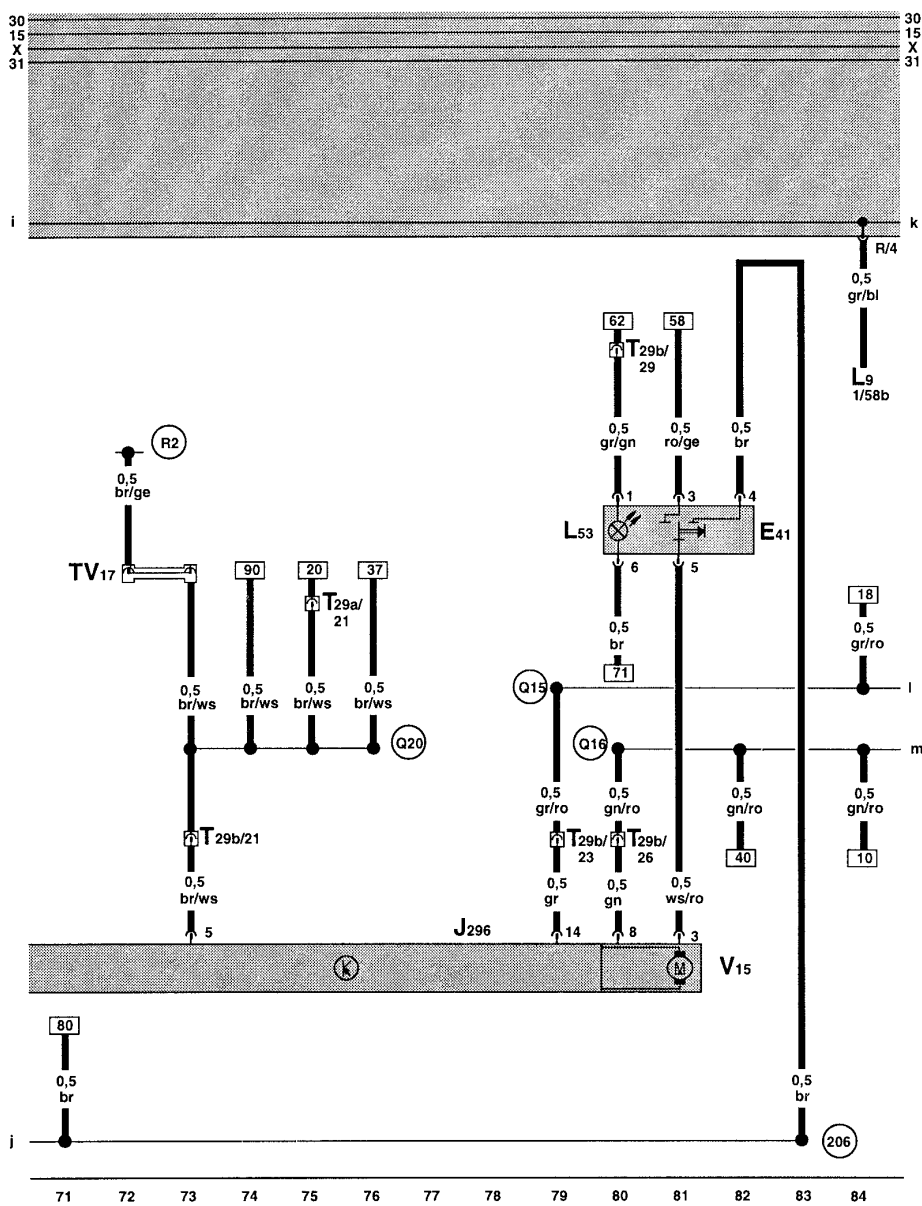 30 30
15 15
X X
31 31
i k
R/4
0,5
gr/bl
L9
1/58b
62 58
T29b/
29
0,5 0,5 0,5
gr/gn ro/ge br
R2
0,5
br/ge
1 3 4
L53 E41
6 5
TV17 90 20 37
T29a/
21
18
0,5
br
0,5
gr/ro
71
Q15 l
0,5 0,5 0,5 0,5
br/ws br/ws br/ws br/ws
Q20 Q16 m
0,5 0,5 0,5 0,5
gr/ro gn/ro gn/ro gn/ro
T29b/21 T29b/
23 T29b/
26
40 10
0,5 0,5 0,5 0,5
br/ws gr gn ws/ro
5 J296 14 8 3
k M V15
80
0,5
br
0,5
br
j 206
71 72 73 74 75 76 77 78 79 80 81 82 83 84